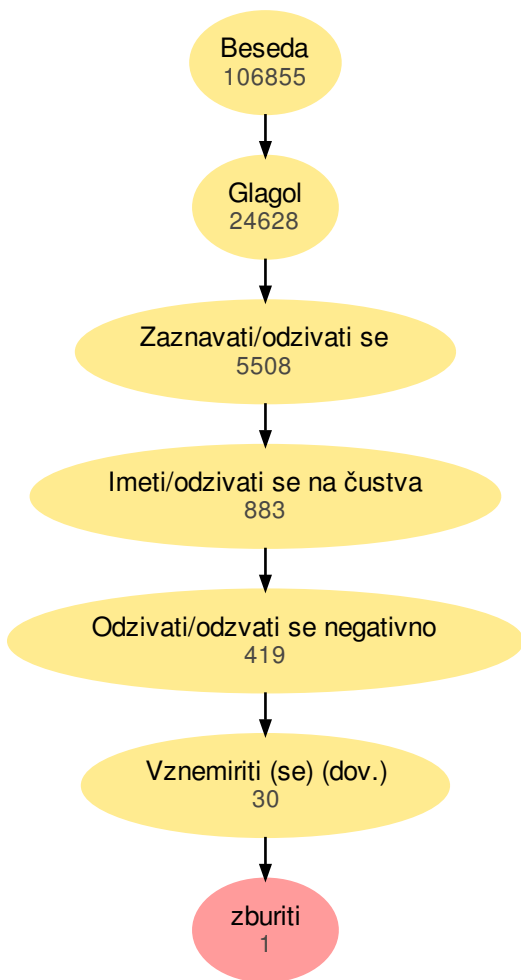 Beseda
106855
Glagol
24628
Zaznavati/odzivati se
5508
Imeti/odzivati se na čustva
883
Odzivati/odzvati se negativno
419
Vznemiriti (se) (dov.)
30
zburiti
1